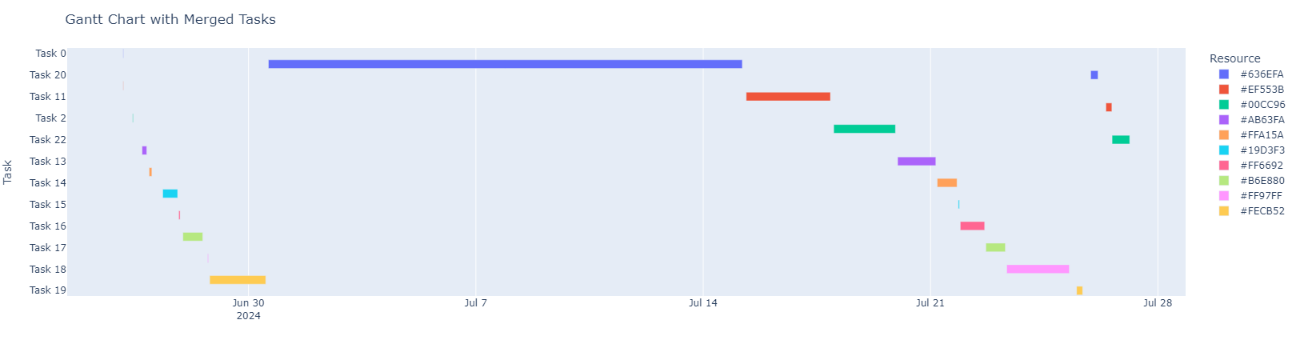 Gantt Chart with Merged Tasks
Task 0
Task 20
Task 11
Task 2
Task 22
Task 13
Task 14
Task 15
Task 16
Task 17
Task 18
Task 19
Task
Jun 30
2024
Jul 7
Jul 14
Jul 21
Jul 28
Resource
#636EFA
#EF553B
#00CC96
#AB63FA
#FFA15A
#19D3F3
#FF6692
#B6E880
#FF97FF
#FECB52